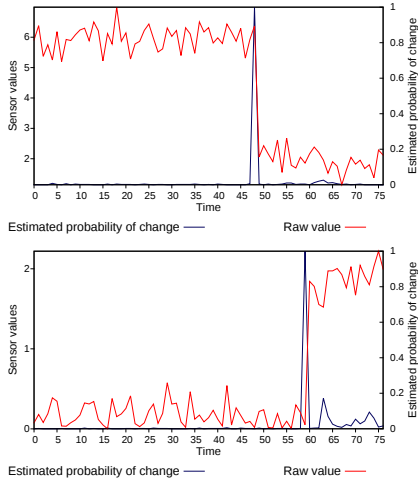 Sensor values
6
5
4
3
2
1
0.8
0.6
0.4
0.2
0
Estimated probability of change
0 5 10 15 20 25 30 35 40 45 50 55 60 65 70 75
Time
Estimated probability of change Raw value
Sensor values
2
1
0
1
0.8
0.6
0.4
0.2
0
Estimated probability of change
0 5 10 15 20 25 30 35 40 45 50 55 60 65 70 75
Time
Estimated probability of change Raw value